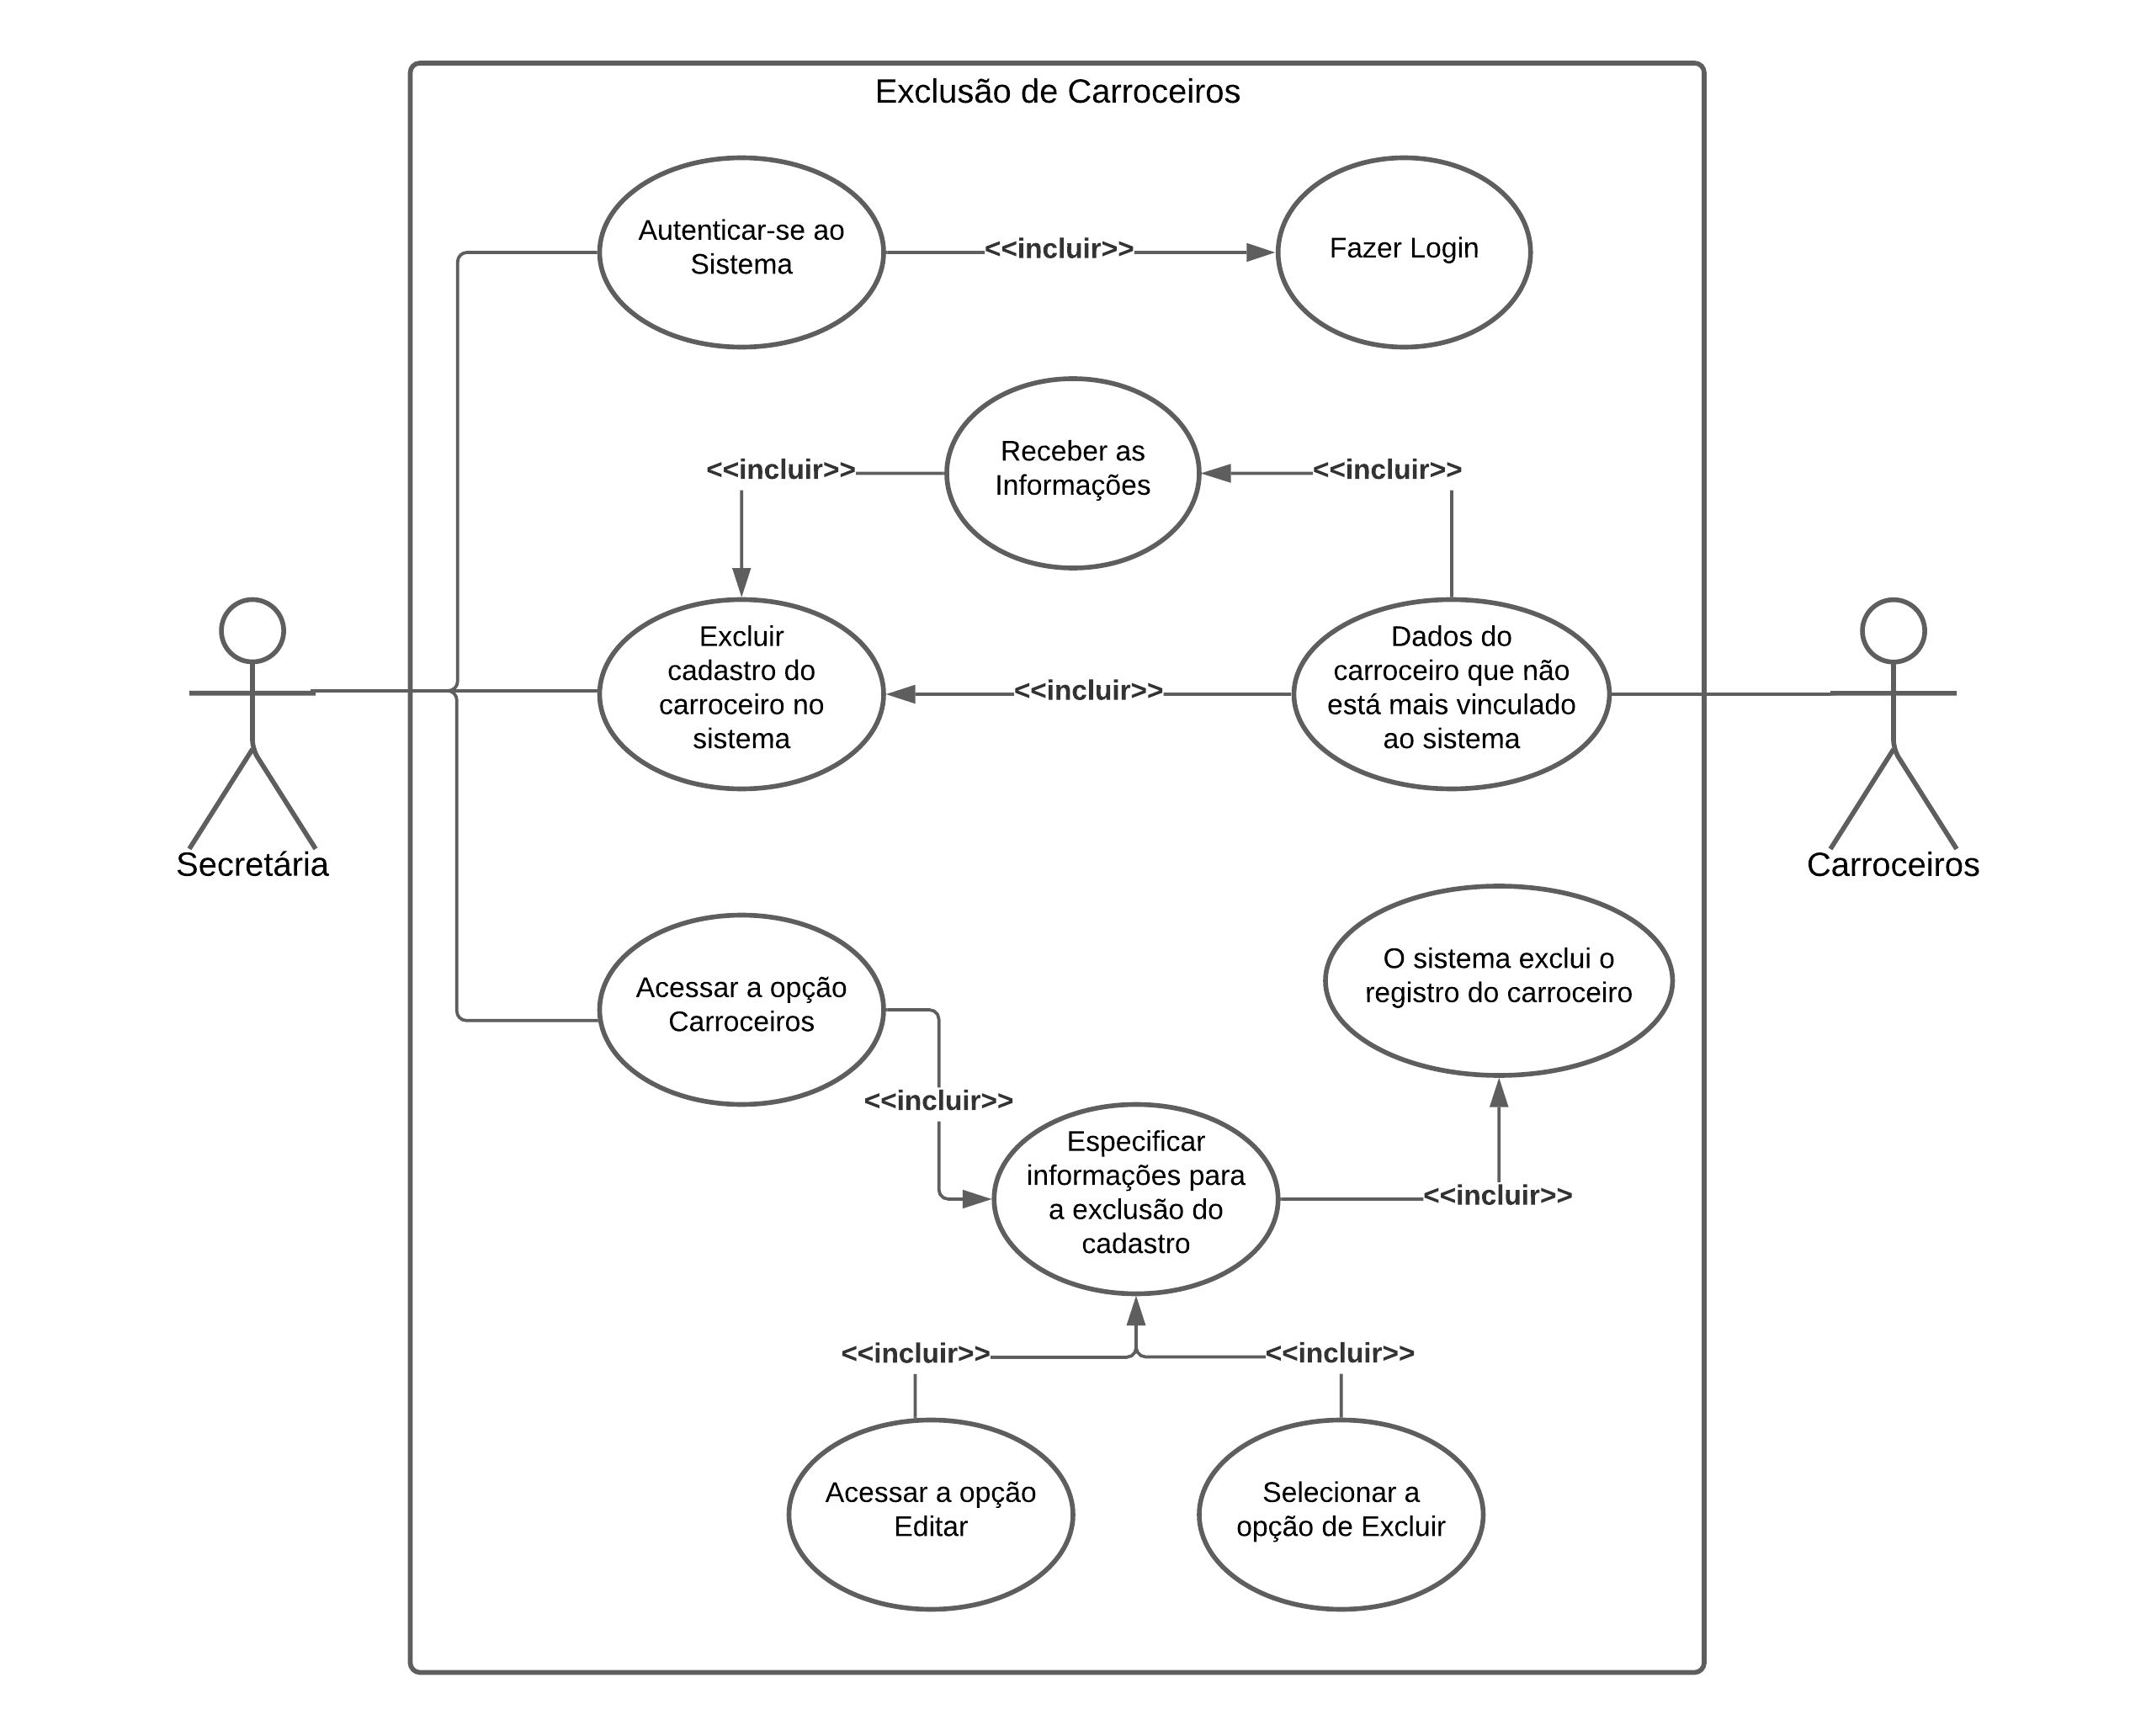 Exclusão de Carroceiros
Autenticar-se ao
Sistema
<<incluir>>
Fazer Login
Receber as
Informações
<<incluir>>
<<incluir>>
Excluir
cadastro do
carroceiro no
sistema
<<incluir>>
Dados do
carroceiro que não
está mais vinculado
ao sistema
Secretária
Carroceiros
Acessar a opção
Carroceiros
O sistema exclui o
registro do carroceiro
<<incluir>>
Especificar
informações para
a exclusão do
cadastro
<<incluir>>
<<incluir>>
<<incluir>>
Acessar a opção
Editar
Selecionar a
opção de Excluir